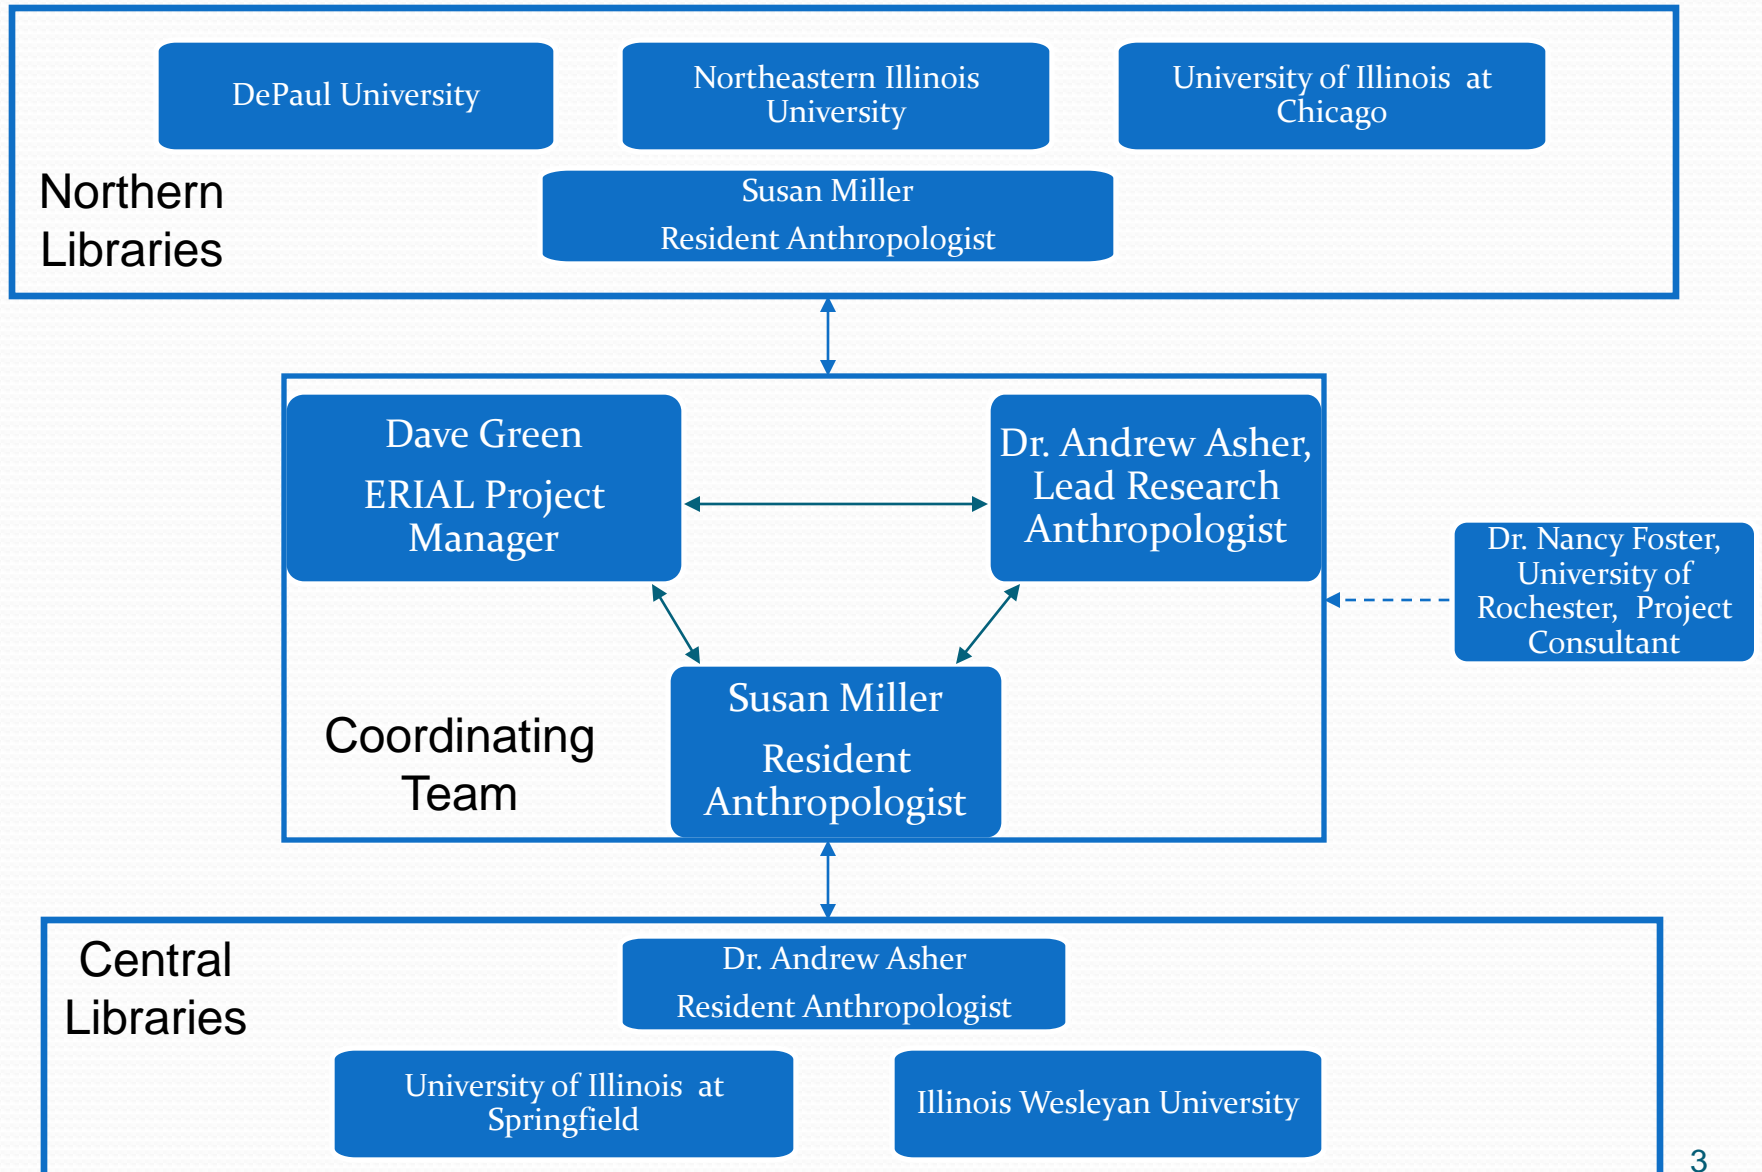 DePaul University
Northeastern Illinois
University
University of Illinois at
Chicago
Northern
Libraries
Susan Miller
Resident Anthropologist
Dave Green
ERIAL Project
Manager
Dr. Andrew Asher,
Lead Research
Anthropologist
Dr. Nancy Foster,
University of
Rochester, Project
Consultant
Coordinating
Team
Susan Miller
Resident
Anthropologist
Central
Libraries
Dr. Andrew Asher
Resident Anthropologist
University of Illinois at
Springfield
Illinois Wesleyan University
3